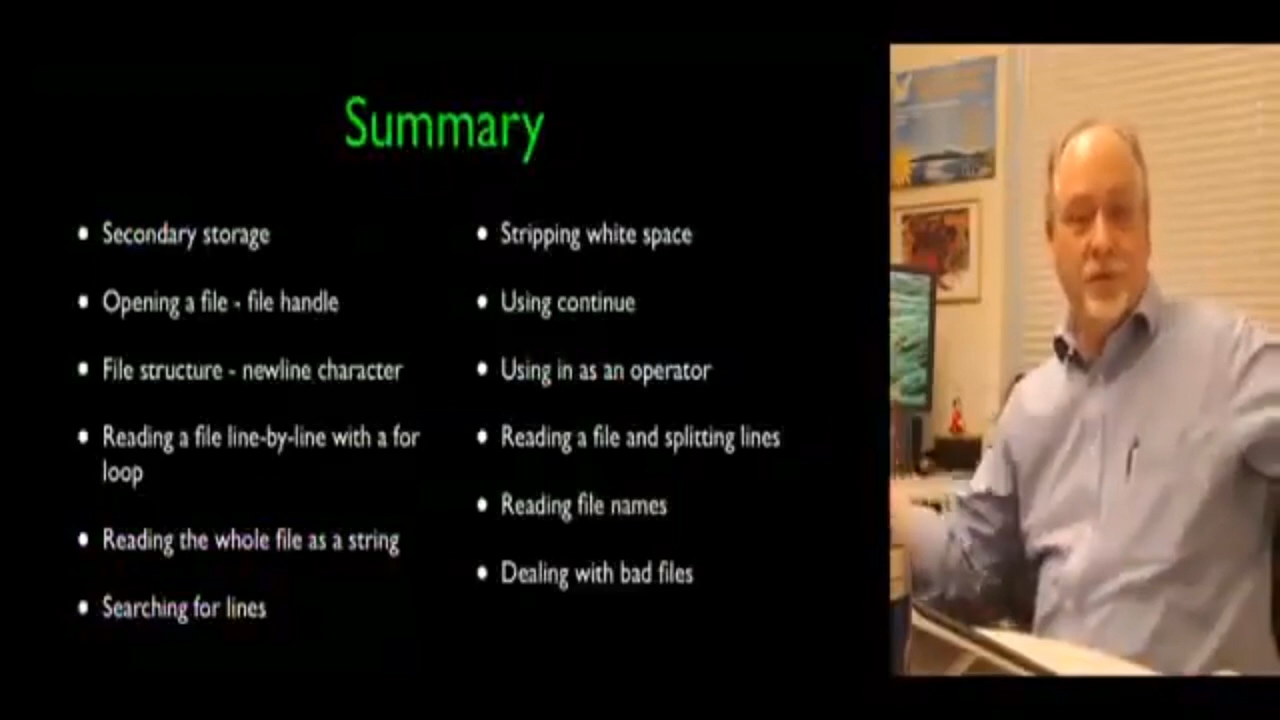 Summary
Secondary storage
Opening a file - file handle
File structure - newline character
Reading a file line-by-line with a for
loop
Reading the whole file as a string
Searching for lines
Stripping white space
Using continue
Using in as an operator
Reading a file and splitting lines
Reading file names
Dealing with bad files